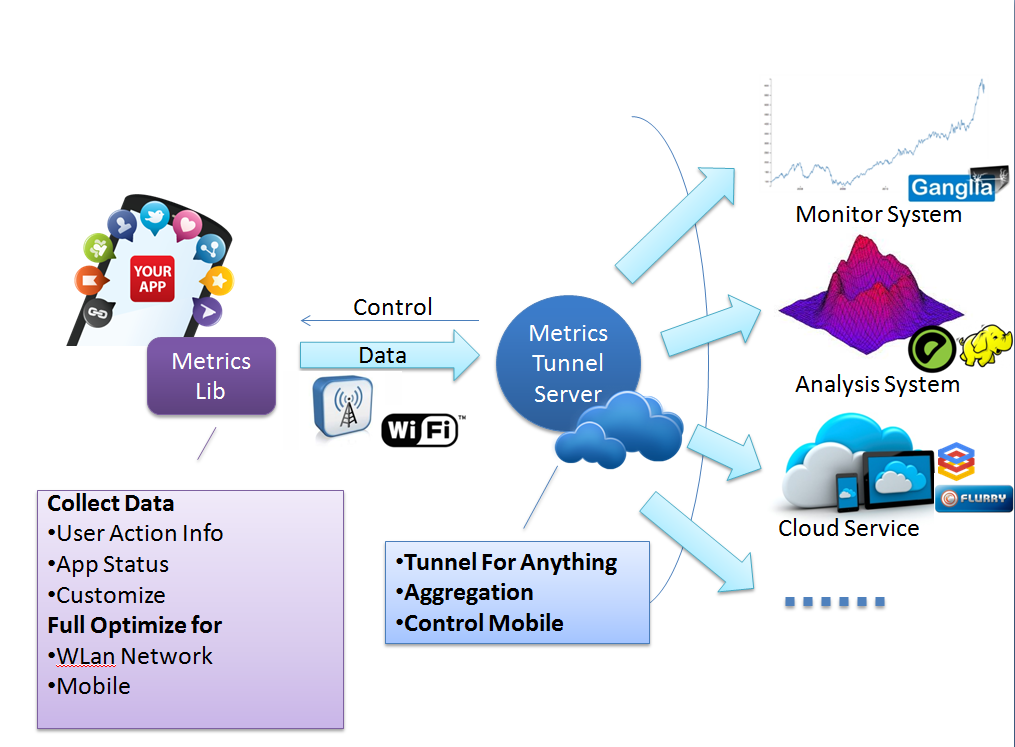 YOUR
APP
Metrics
Lib
Control
Data
WiFi™
Metrics
Tunnel
Server
Ganglia
Monitor System
Analysis System
FLURRY
Cloud Service
Collect Data
•User Action Info
•App Status
•Customize
Full Optimize for
•WLan Network
•Mobile
•Tunnel For Anything
•Aggregation
•Control Mobile